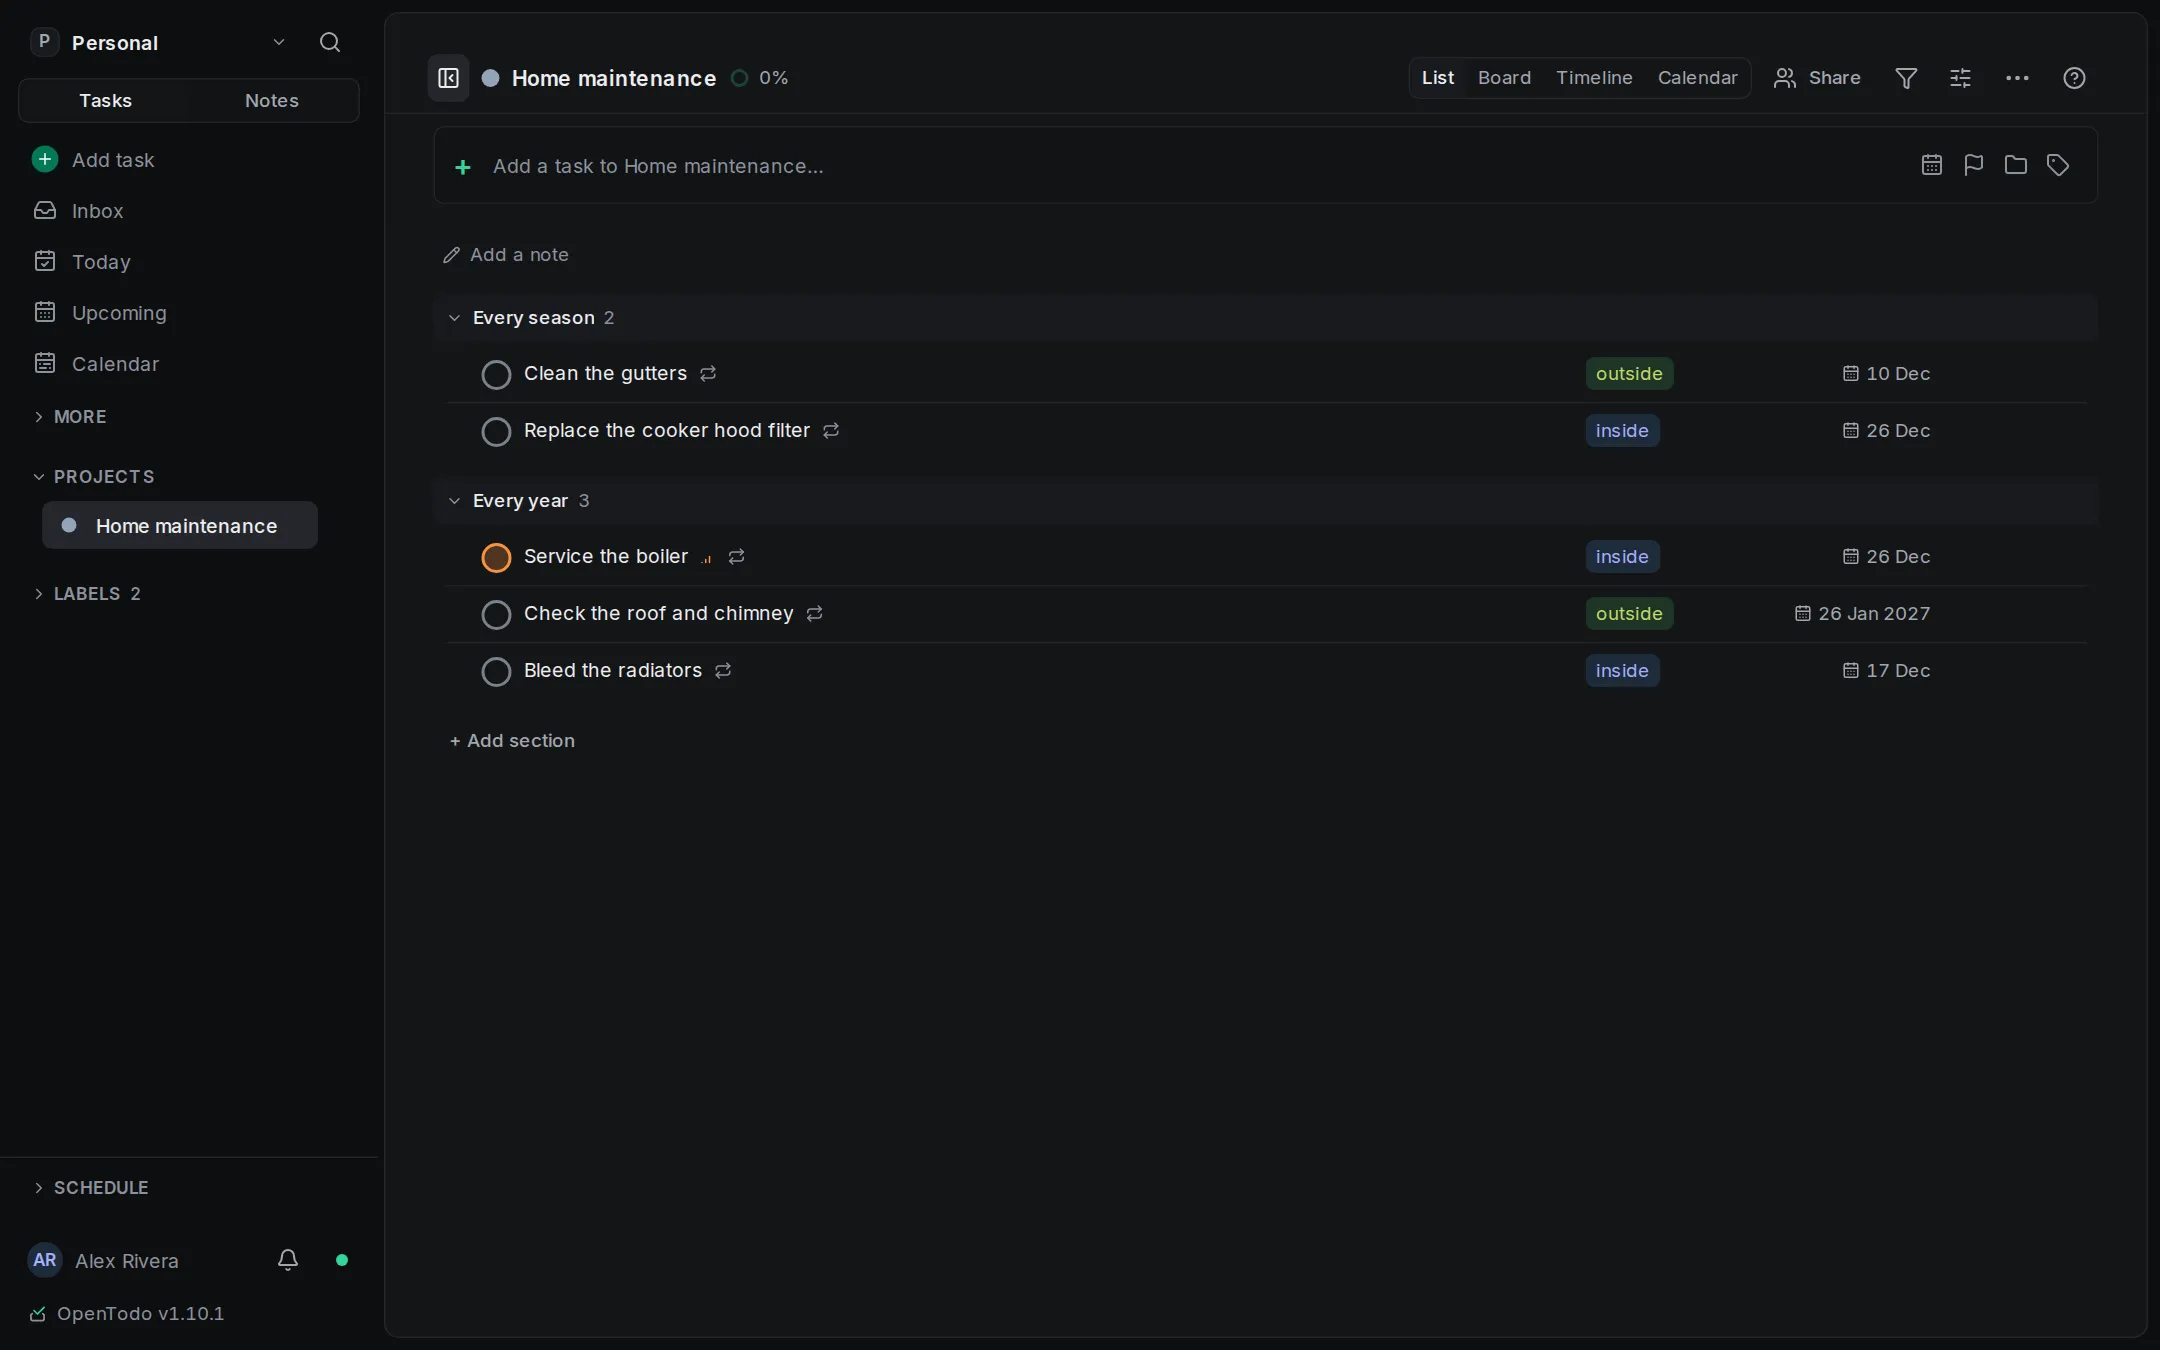 P Personal
Tasks Notes
Add task
Inbox
Today
Upcoming
Calendar
MORE
PROJECTS
Home maintenance
LABELS 2
SCHEDULE
AR Alex Rivera
OpenTodo v1.10.1
Home maintenance 0%
List Board Timeline Calendar Share
+ Add a task to Home maintenance...
Add a note
Every season 2
Clean the gutters outside 10 Dec
Replace the cooker hood filter inside 26 Dec
Every year 3
Service the boiler inside 26 Dec
Check the roof and chimney outside 26 Jan 2027
Bleed the radiators inside 17 Dec
+ Add section